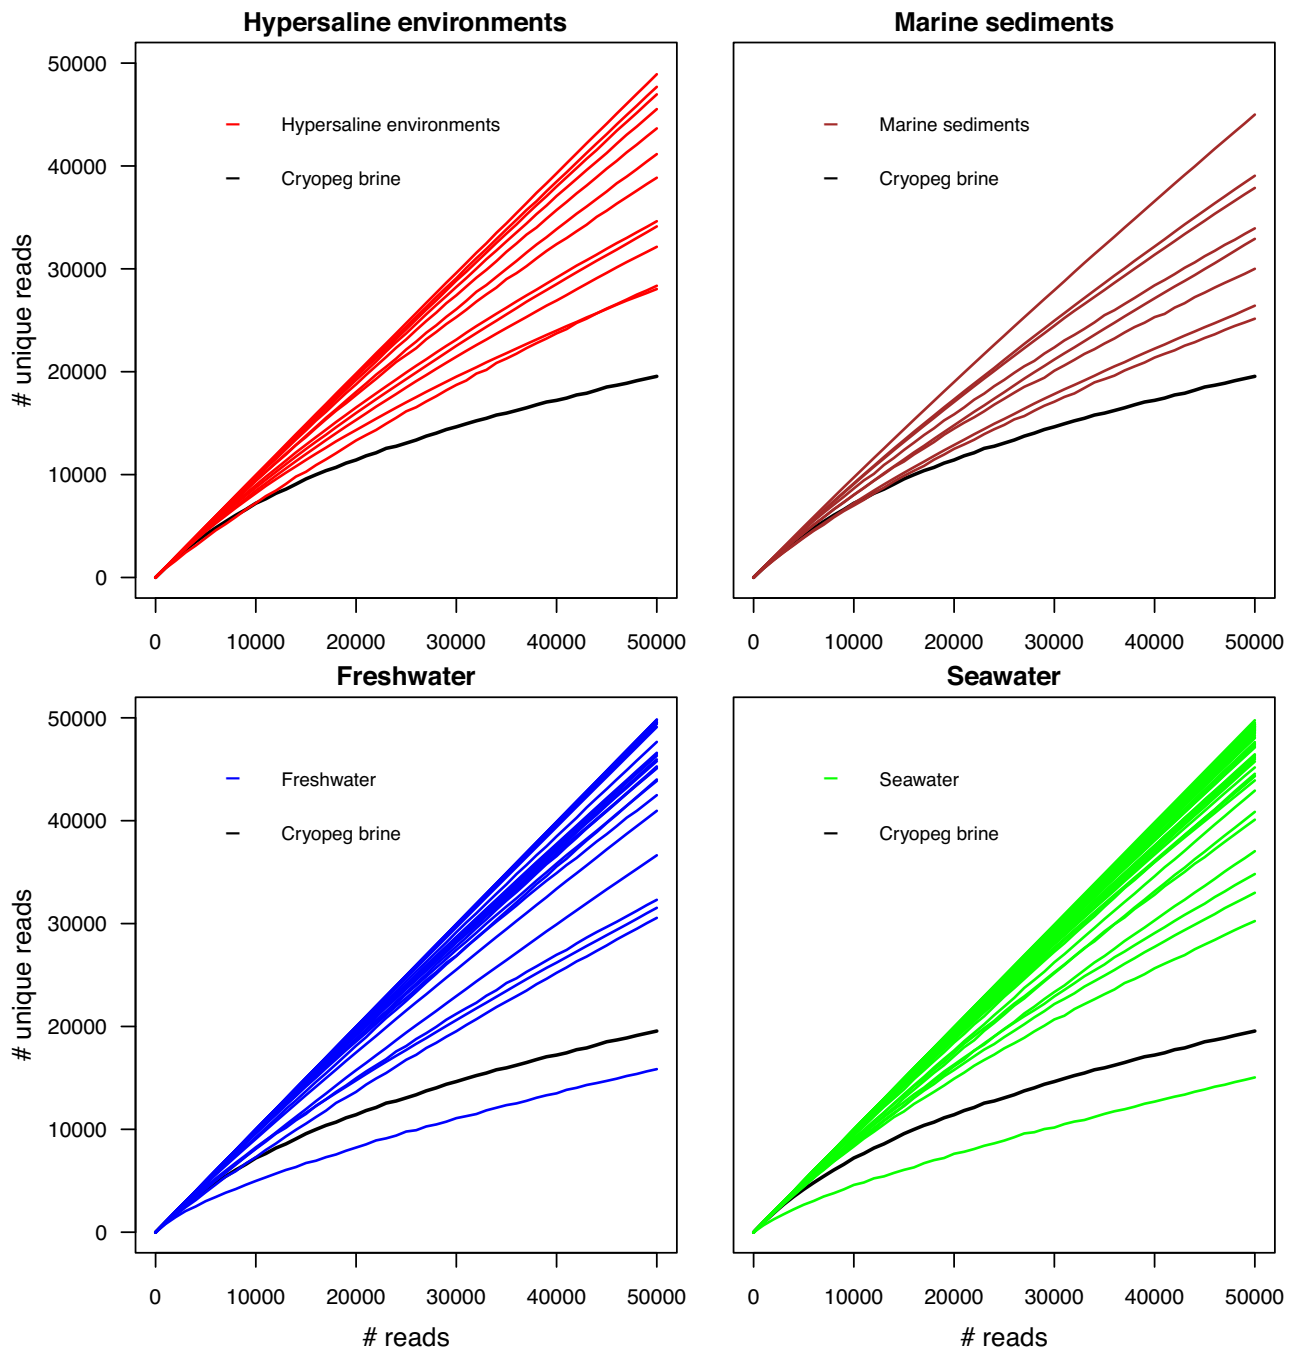 Hypersaline environments
# unique reads
50000
40000
30000
20000
10000
0
Hypersaline environments
Cryopeg brine
0 10000 20000 30000 40000 50000
Marine sediments
Marine sediments
Cryopeg brine
0 10000 20000 30000 40000 50000
Freshwater
# unique reads
50000
40000
30000
20000
10000
0
Freshwater
Cryopeg brine
0 10000 20000 30000 40000 50000
# reads
Seawater
Seawater
Cryopeg brine
0 10000 20000 30000 40000 50000
# reads